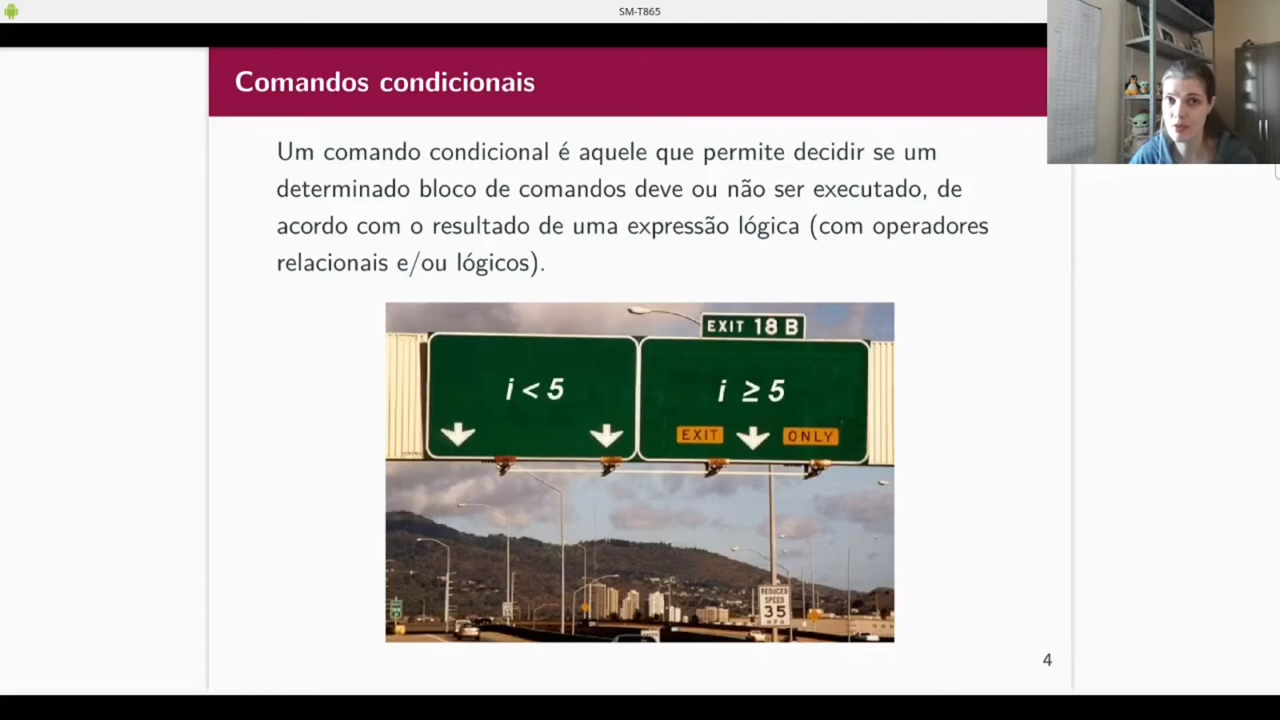 SM-T865
Comandos condicionais
Um comando condicional é aquele que permite decidir se um
determinado bloco de comandos deve ou não ser executado, de
acordo com o resultado de uma expressão lógica (com operadores
relacionais e/ou lógicos).
EXIT 18 B
i < 5
i ≥ 5
EXIT ONLY
REDUCED
SPEED
35
MPH
4